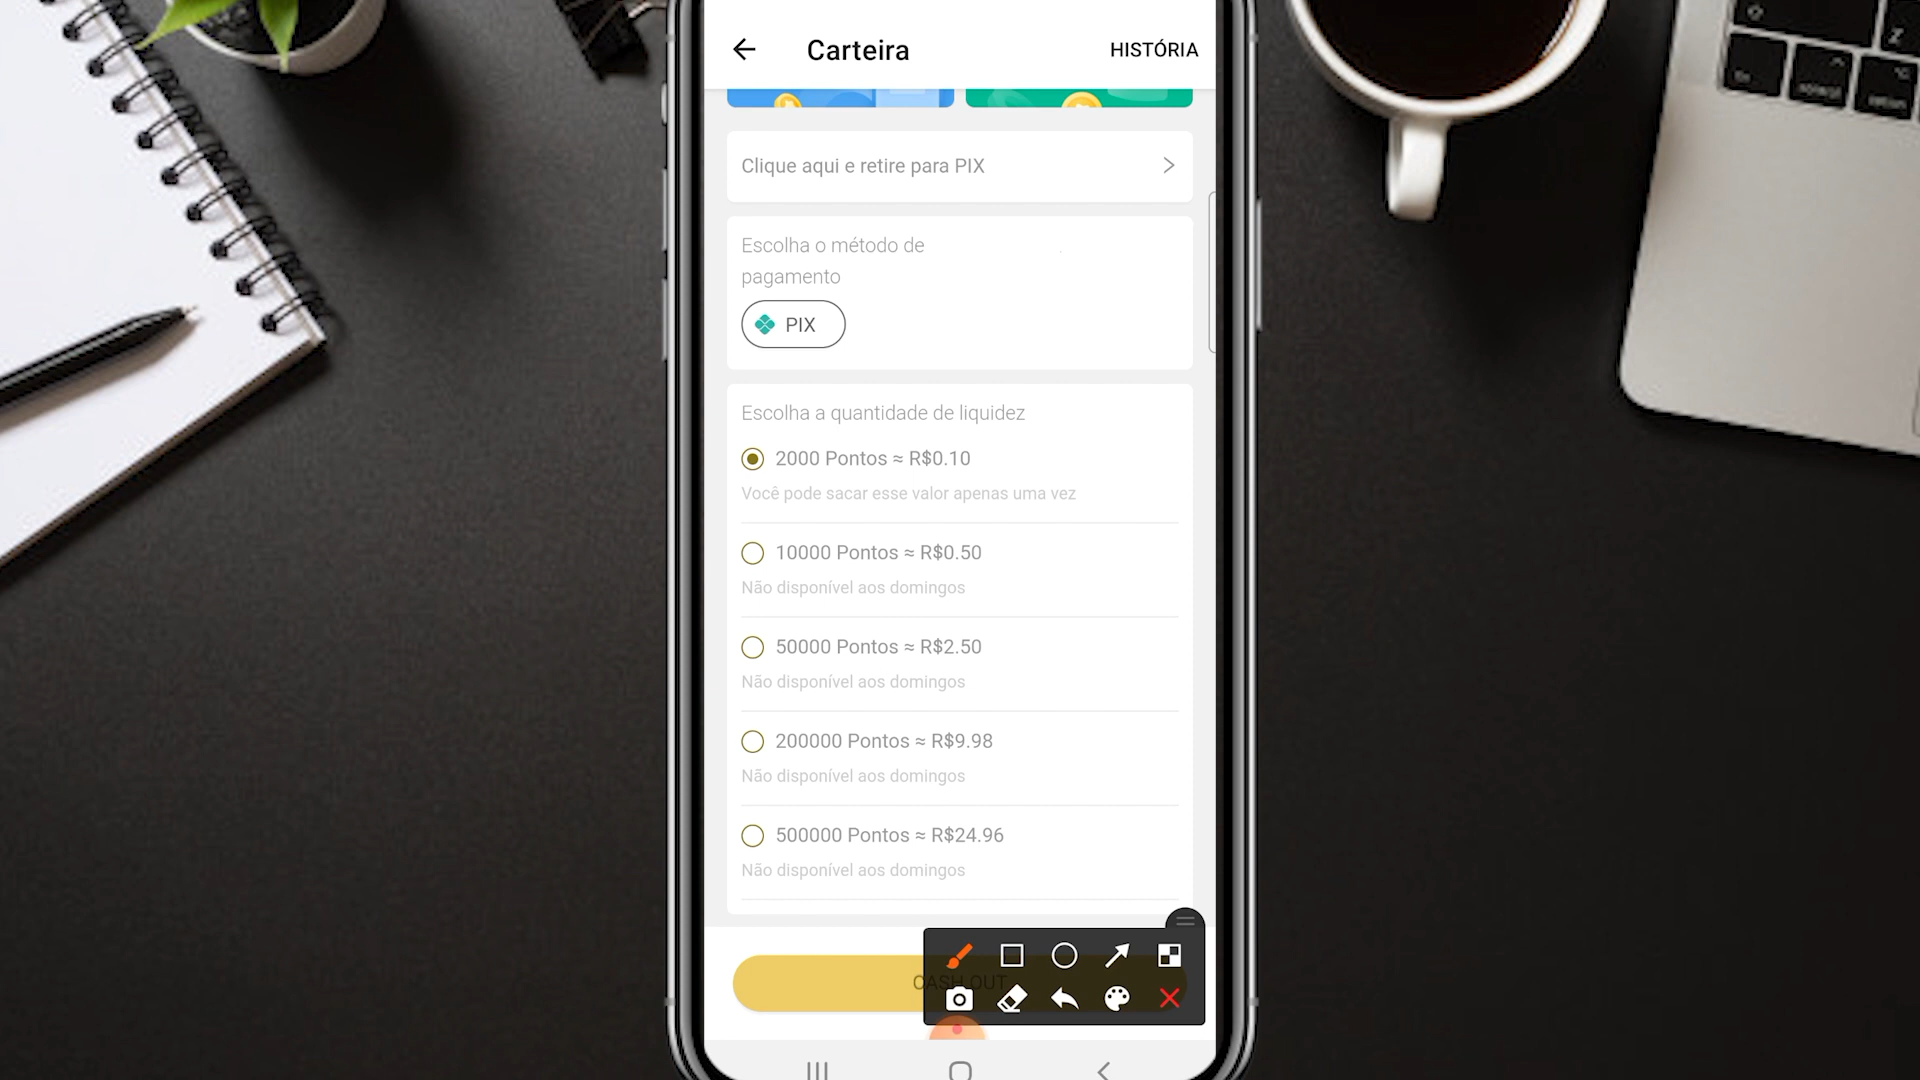 Carteira
HISTÓRIA
Clique aqui e retire para PIX
Escolha o método de
pagamento
PIX
Escolha a quantidade de liquidez
2000 Pontos ≈ R$0.10
Você pode sacar esse valor apenas uma vez
10000 Pontos ≈ R$0.50
Não disponível aos domingos
50000 Pontos ≈ R$2.50
Não disponível aos domingos
200000 Pontos ≈ R$9.98
Não disponível aos domingos
500000 Pontos ≈ R$24.96
Não disponível aos domingos
CASH OUT